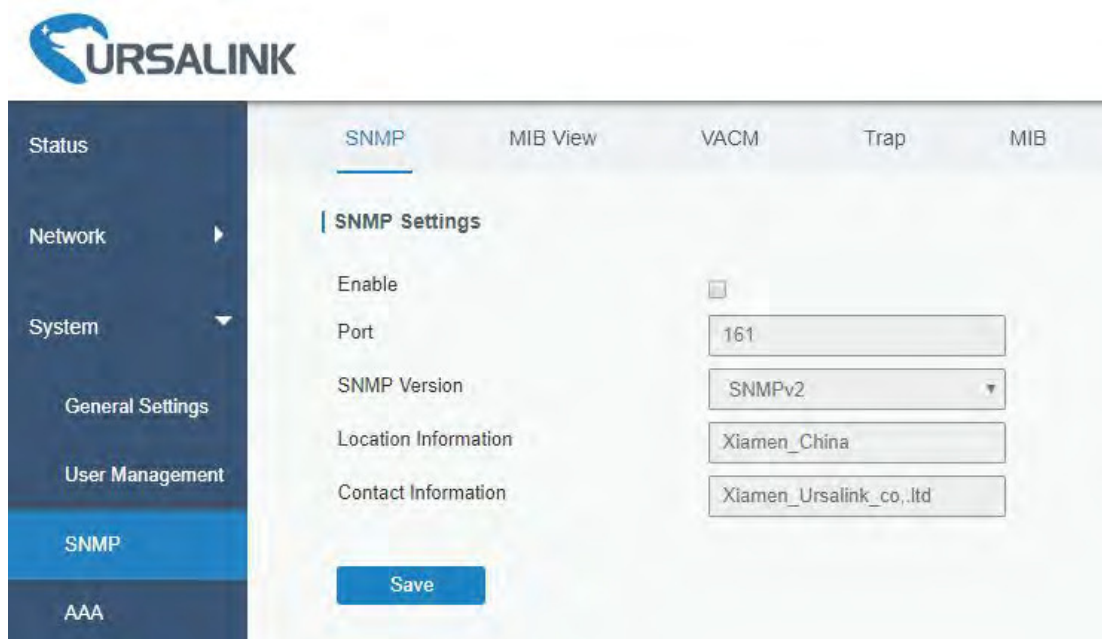 URSALINK
Status
Network
System
General Settings
User Management
SNMP
AAA
SNMP MIB View VACM Trap MIB
SNMP Settings
Enable
Port 161
SNMP Version SNMPv2
Location Information Xiamen_China
Contact Information Xiamen_Ursalink_co,.ltd
Save